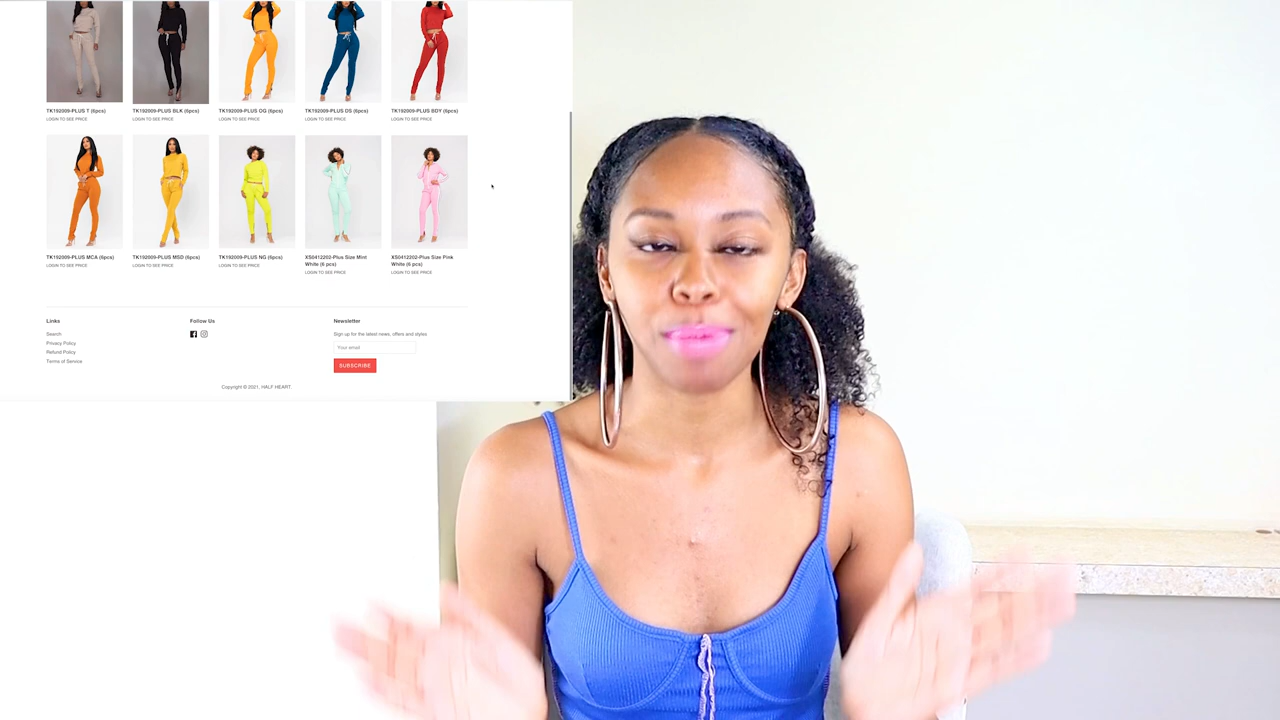 TK192009-PLUS T (6pcs)
LOGIN TO SEE PRICE
TK192009-PLUS BLK (6pcs)
LOGIN TO SEE PRICE
TK192009-PLUS OG (6pcs)
LOGIN TO SEE PRICE
TK192009-PLUS DS (6pcs)
LOGIN TO SEE PRICE
TK192009-PLUS BDY (6pcs)
LOGIN TO SEE PRICE
TK192009-PLUS MCA (6pcs)
LOGIN TO SEE PRICE
TK192009-PLUS MSD (6pcs)
LOGIN TO SEE PRICE
TK192009-PLUS NG (6pcs)
LOGIN TO SEE PRICE
XS0412202-Plus Size Mint
White (6 pcs)
LOGIN TO SEE PRICE
XS0412202-Plus Size Pink
White (6 pcs)
LOGIN TO SEE PRICE
Links
Search
Privacy Policy
Refund Policy
Terms of Service
Follow Us
Newsletter
Sign up for the latest news, offers and styles
Your email
SUBSCRIBE
Copyright © 2021, HALF HEART.